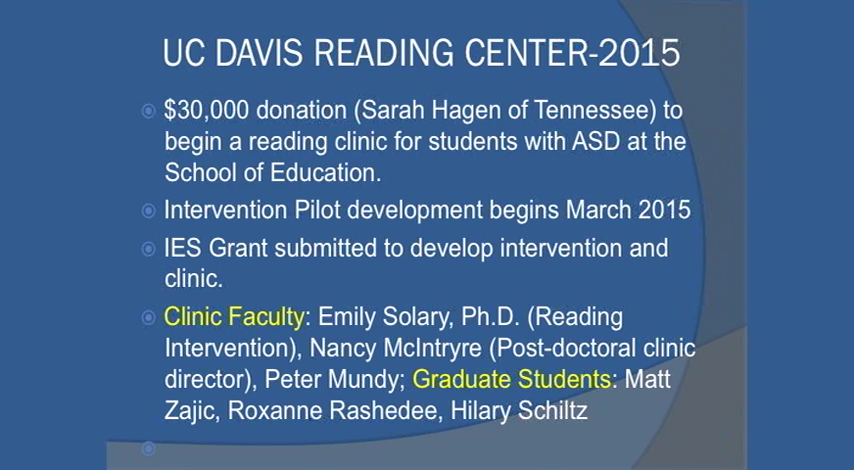 UC DAVIS READING CENTER-2015
$30,000 donation (Sarah Hagen of Tennessee) to
begin a reading clinic for students with ASD at the
School of Education.
Intervention Pilot development begins March 2015
IES Grant submitted to develop intervention and
clinic.
Clinic Faculty: Emily Solary, Ph.D. (Reading
Intervention), Nancy McIntryre (Post-doctoral clinic
director), Peter Mundy; Graduate Students: Matt
Zajic, Roxanne Rashedee, Hilary Schiltz